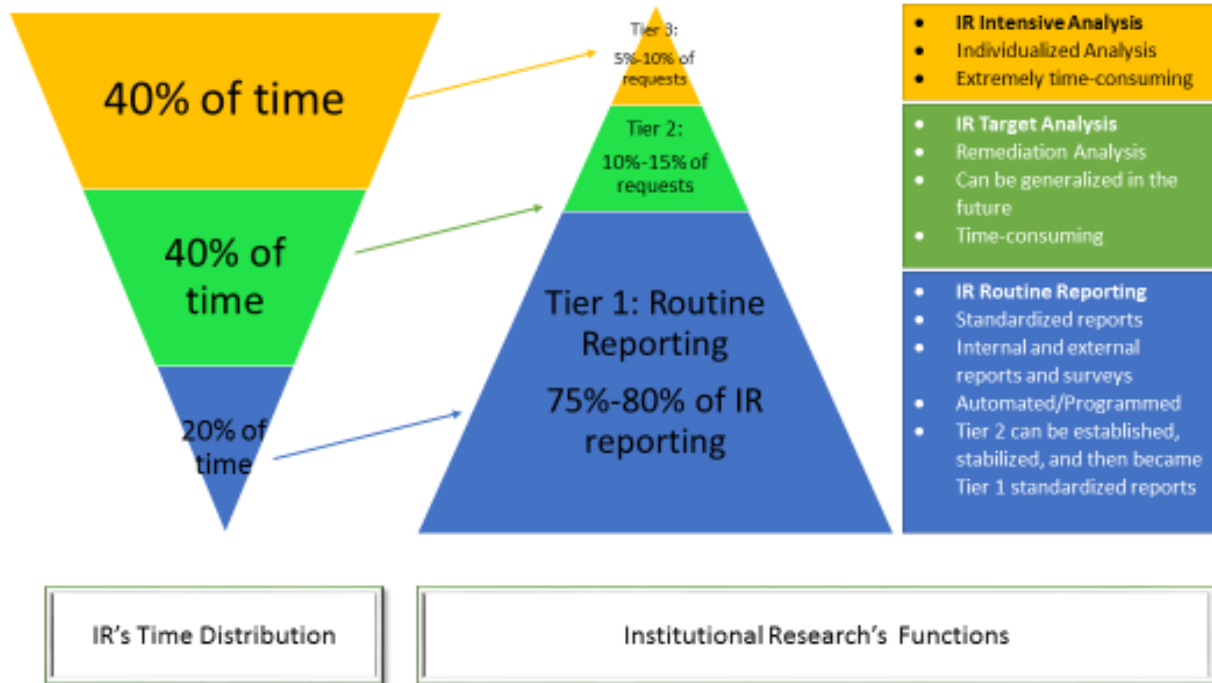 40% of time
40% of
time
20% of
time
Tier 3:
5%-10% of
requests
Tier 2:
10%-15% of
requests
Tier 1: Routine
Reporting
75%-80% of IR
reporting
• IR Intensive Analysis
• Individualized Analysis
• Extremely time-consuming
• IR Target Analysis
• Remediation Analysis
• Can be generalized in the
future
• Time-consuming
• IR Routine Reporting
• Standardized reports
• Internal and external
reports and surveys
• Automated/Programmed
• Tier 2 can be established,
stabilized, and then became
Tier 1 standardized reports
IR's Time Distribution
Institutional Research's Functions